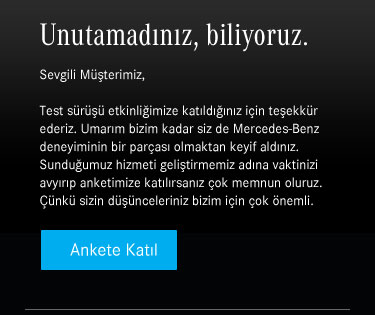 Unutamadınız, biliyoruz.
Sevgili Müşterimiz,
Test sürüşü etkinliğimize katıldığınız için teşekkür
ederiz. Umarım bizim kadar siz de Mercedes-Benz
deneyiminin bir parçası olmaktan keyif aldınız.
Sunduğumuz hizmeti geliştirmemiz adına vaktinizi
avyırıp anketimize katılırsanız çok memnun oluruz.
Çünkü sizin düşünceleriniz bizim için çok önemli.
Ankete Katıl